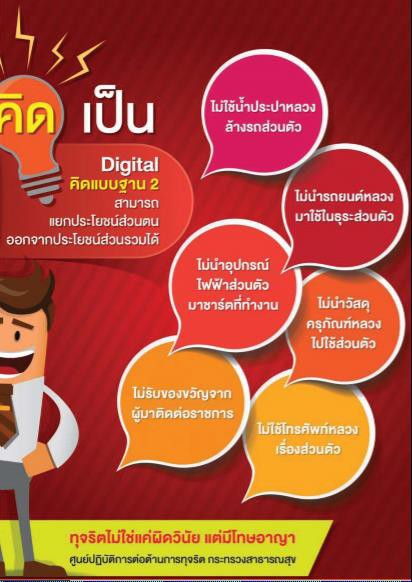 คิด เป็น
Digital
คิดแบบฐาน 2
สามารถ
แยกประโยชน์ส่วนตน
ออกจากประโยชน์ส่วนรวมได้
ไม่ใช้น้ำประปาหลวง
ล้างรถส่วนตัว
ไม่นำรถยนต์หลวง
มาใช้ในธุระส่วนตัว
ไม่นำอุปกรณ์
ไฟฟ้าส่วนตัว
มาชาร์ตที่ทำงาน
ไม่นำวัสดุ
ครุภัณฑ์หลวง
ไปใช้ส่วนตัว
ไม่รับของขวัญจาก
ผู้มาติดต่อราชการ
ไม่ใช้โทรศัพท์หลวง
เรื่องส่วนตัว
ทุจริตไม่ใช่แค่ผิดวินัย แต่มีโทษอาญา
ศูนย์ปฏิบัติการต่อต้านการทุจริต กระทรวงสาธารณสุข